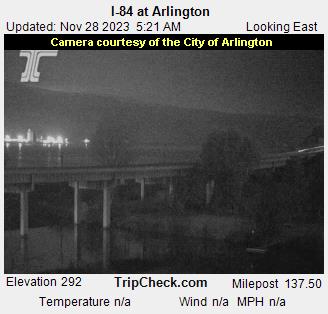 I-84 at Arlington
Updated: Nov 28 2023 5:21 AM Looking East
Camera courtesy of the City of Arlington
Elevation 292 TripCheck.com Milepost 137.50
Temperature n/a Wind n/a MPH n/a